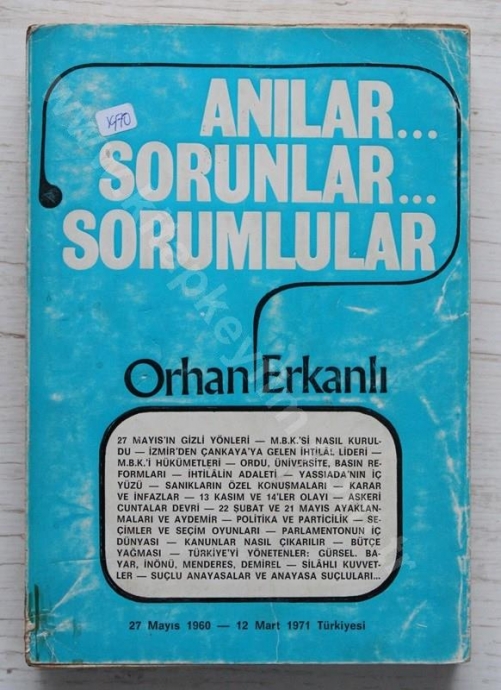 ANILAR...
SORUNLAR...
SORUMLULAR
Orhan Erkanlı
27 MAYIS'IN GİZLİ YÖNLERİ — M.B.K.'Sİ NASIL KURUL-
DU — İZMİR'DEN ÇANKAYA'YA GELEN İHTİLÂL LİDERİ —
M.B.K.'İ HÜKÜMETLERİ — ORDU, ÜNİVERSİTE, BASIN RE-
FORMLARI — İHTİLÂLİN ADALETİ — YASSIADA'NIN İÇ
YÜZÜ — SANIKLARIN ÖZEL KONUŞMALARI — KARAR
VE İNFAZLAR — 13 KASIM VE 14'LER OLAYI — ASKERİ
CUNTALAR DEVRİ — 22 ŞUBAT VE 21 MAYIS AYAKLAN-
MALARI VE AYDEMİR — POLİTİKA VE PARTİCİLİK — SE-
ÇİMLER VE SEÇİM OYUNLARI — PARLAMENTONUN İÇ
DÜNYASI — KANUNLAR NASIL ÇIKARILIR — BÜTÇE
YAĞMASI — TÜRKİYE'Yİ YÖNETENLER: GÜRSEL. BA-
YAR, İNÖNÜ, MENDERES, DEMİREL — SİLÂHLI KUVVET-
LER — SUÇLU ANAYASALAR VE ANAYASA SUÇLULARI...
27 Mayıs 1960 — 12 Mart 1971 Türkiyesi